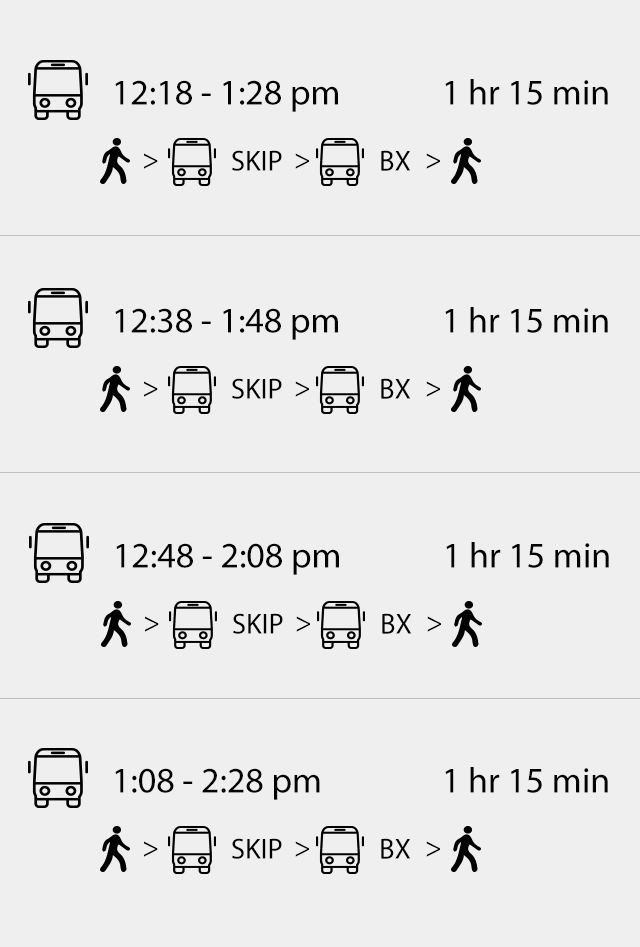 12:18 - 1:28 pm 1 hr 15 min
> SKIP > BX >
12:38 - 1:48 pm 1 hr 15 min
> SKIP > BX >
12:48 - 2:08 pm 1 hr 15 min
> SKIP > BX >
1:08 - 2:28 pm 1 hr 15 min
> SKIP > BX >